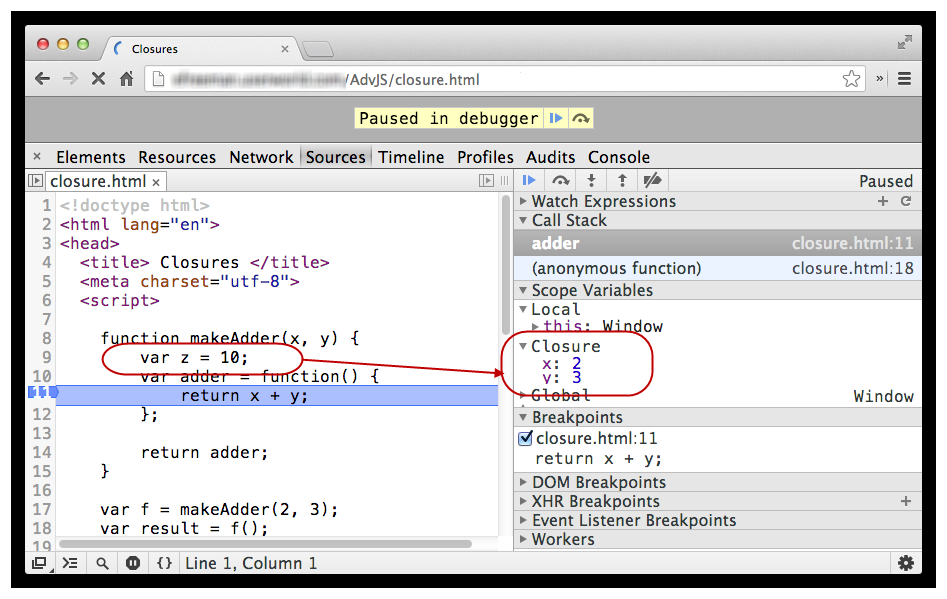 Closures
/AdvJS/closure.html
Paused in debugger
Elements Resources Network Sources Timeline Profiles Audits Console
closure.html
Paused
1 <!doctype html>
2 <html lang="en">
3 <head>
4 <title> Closures </title>
5 <meta charset="utf-8">
6 <script>
7
8 function makeAdder(x, y) {
9 var z = 10;
10 var adder = function() {
return x + y;
12 };
13
14 return adder;
15 }
16
17 var f = makeAdder(2, 3);
18 var result = f();
19
Watch Expressions
Call Stack
adder closure.html:11
(anonymous function) closure.html:18
Scope Variables
Local
this: Window
Closure
x: 2
y: 3
Global Window
Breakpoints
closure.html:11
return x + y;
DOM Breakpoints
XHR Breakpoints
Event Listener Breakpoints
Workers
Line 1, Column 1